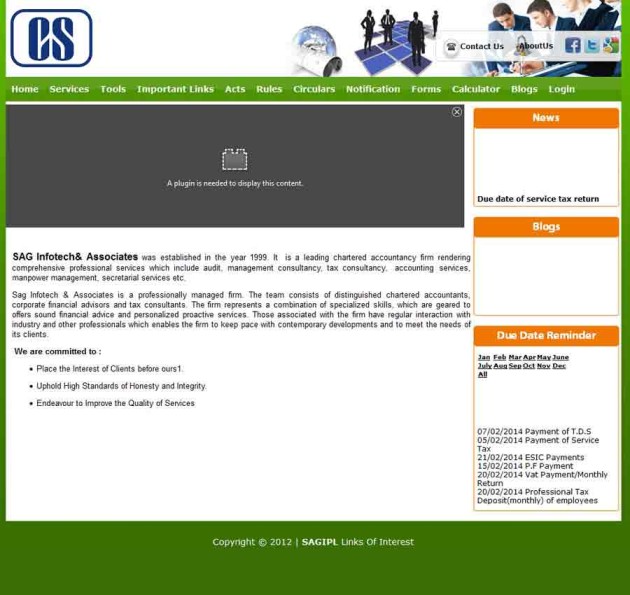 CS
Contact Us AboutUs
Home Services Tools Important Links Acts Rules Circulars Notification Forms Calculator Blogs Login
A plugin is needed to display this content.
News
Due date of service tax return
Blogs
SAG Infotech& Associates was established in the year 1999. It is a leading chartered accountancy firm rendering
comprehensive professional services which include audit, management consultancy, tax consultancy, accounting services,
manpower management, secretarial services etc.
Sag Infotech & Associates is a professionally managed firm. The team consists of distinguished chartered accountants,
corporate financial advisors and tax consultants. The firm represents a combination of specialized skills, which are geared to
offers sound financial advice and personalized proactive services. Those associated with the firm have regular interaction with
industry and other professionals which enables the firm to keep pace with contemporary developments and to meet the needs of
its clients.
We are committed to :
• Place the Interest of Clients before ours1.
• Uphold High Standards of Honesty and Integrity.
• Endeavour to Improve the Quality of Services
Due Date Reminder
Jan Feb Mar Apr May June
July Aug Sep Oct Nov Dec
All
07/02/2014 Payment of T.D.S
05/02/2014 Payment of Service
Tax
21/02/2014 ESIC Payments
15/02/2014 P.F Payment
20/02/2014 Vat Payment/Monthly
Return
20/02/2014 Professional Tax
Deposit(monthly) of employees
Copyright © 2012 | SAGIPL Links Of Interest